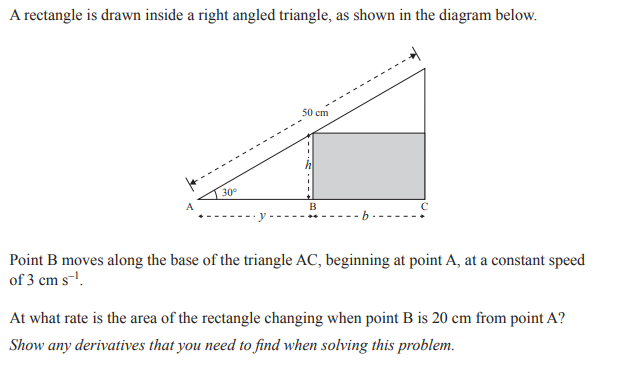 A rectangle is drawn inside a right angled triangle, as shown in the diagram below.
50 cm
h
30°
A
B
C
y
b
Point B moves along the base of the triangle AC, beginning at point A, at a constant speed
of 3 cm s⁻¹.
At what rate is the area of the rectangle changing when point B is 20 cm from point A?
Show any derivatives that you need to find when solving this problem.